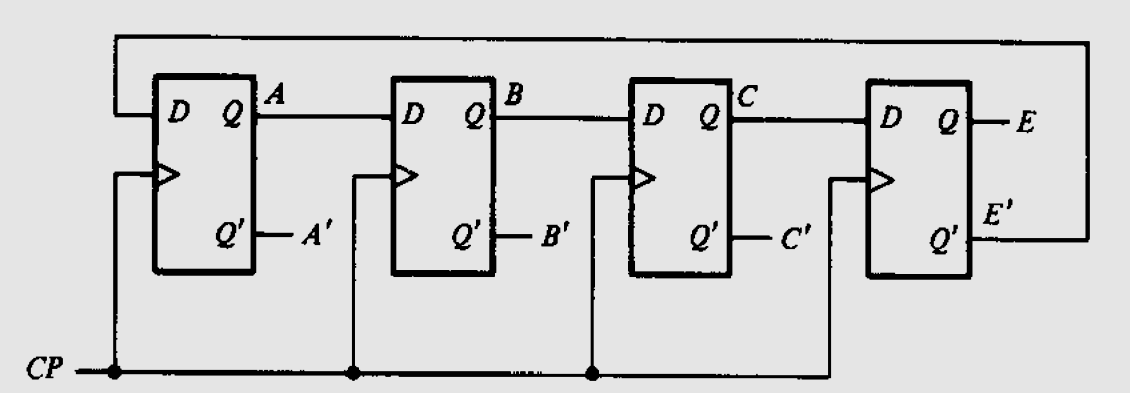 A B C
D Q D Q D Q D Q E
E'
Q' A' Q' B' Q' C' Q'
CP